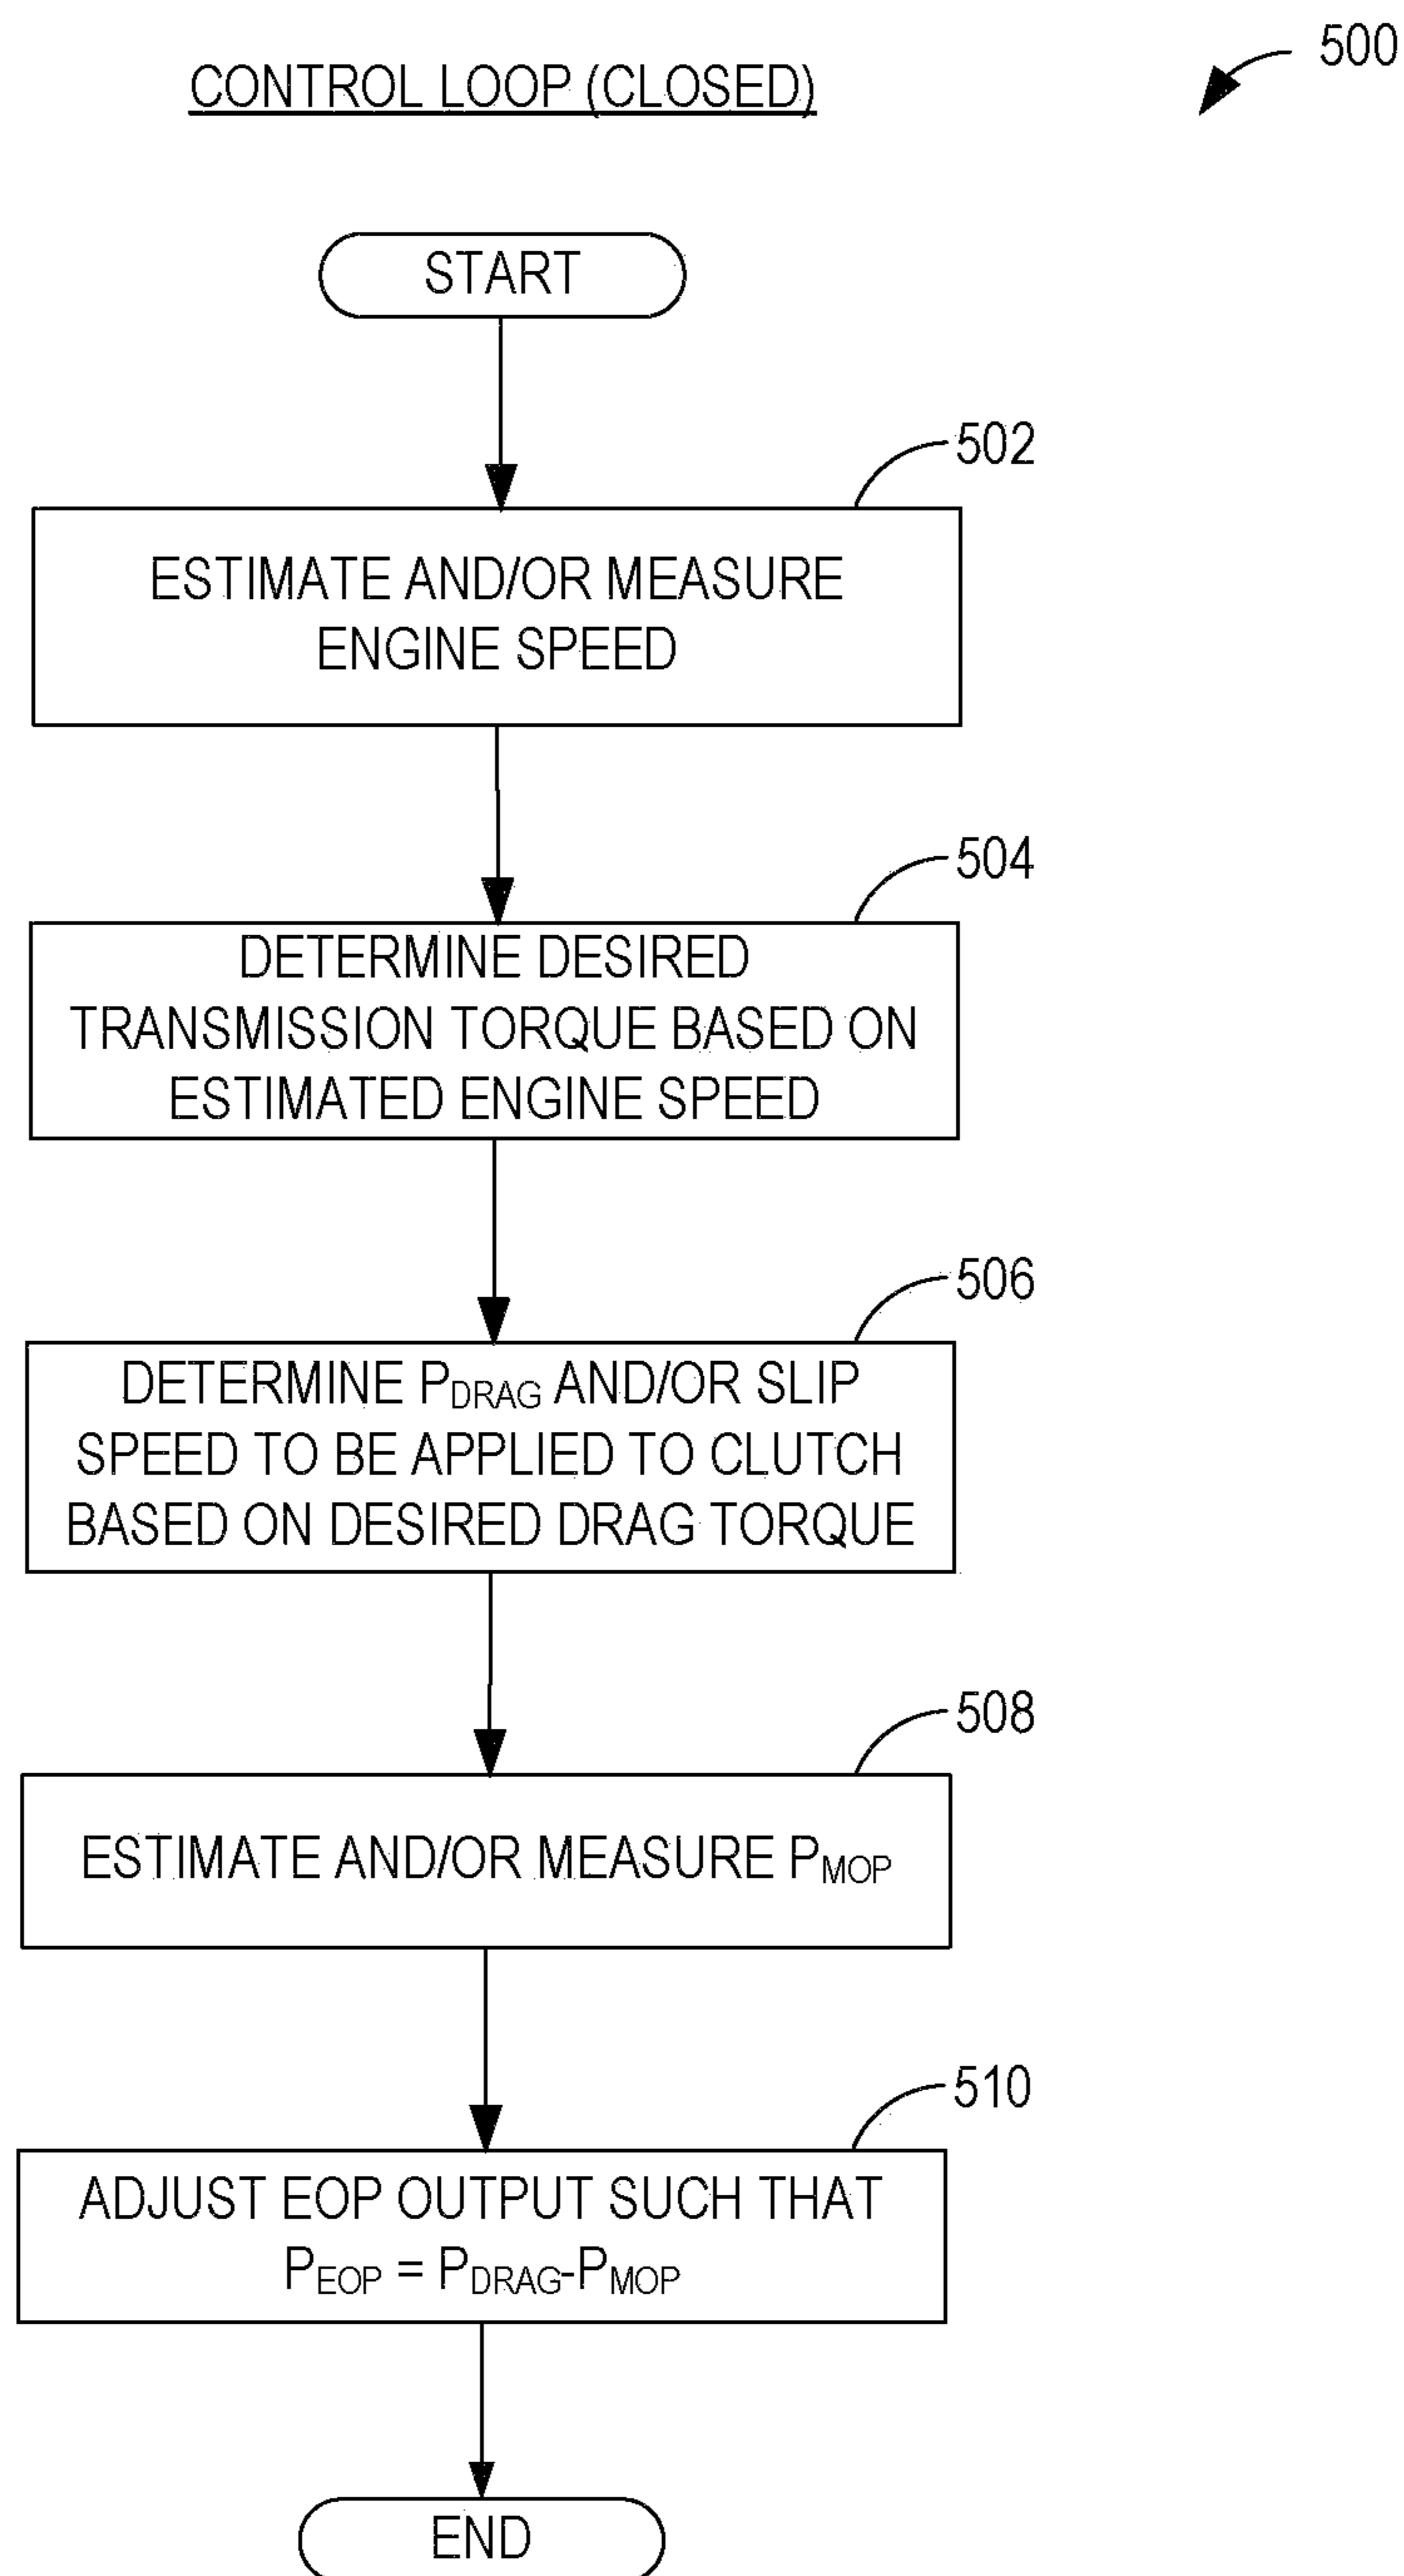 500
CONTROL LOOP (CLOSED)
START
502
ESTIMATE AND/OR MEASURE
ENGINE SPEED
504
DETERMINE DESIRED
TRANSMISSION TORQUE BASED ON
ESTIMATED ENGINE SPEED
506
DETERMINE PDRAG AND/OR SLIP
SPEED TO BE APPLIED TO CLUTCH
BASED ON DESIRED DRAG TORQUE
508
ESTIMATE AND/OR MEASURE PMOP
510
ADJUST EOP OUTPUT SUCH THAT
PEOP = PDRAG-PMOP
END